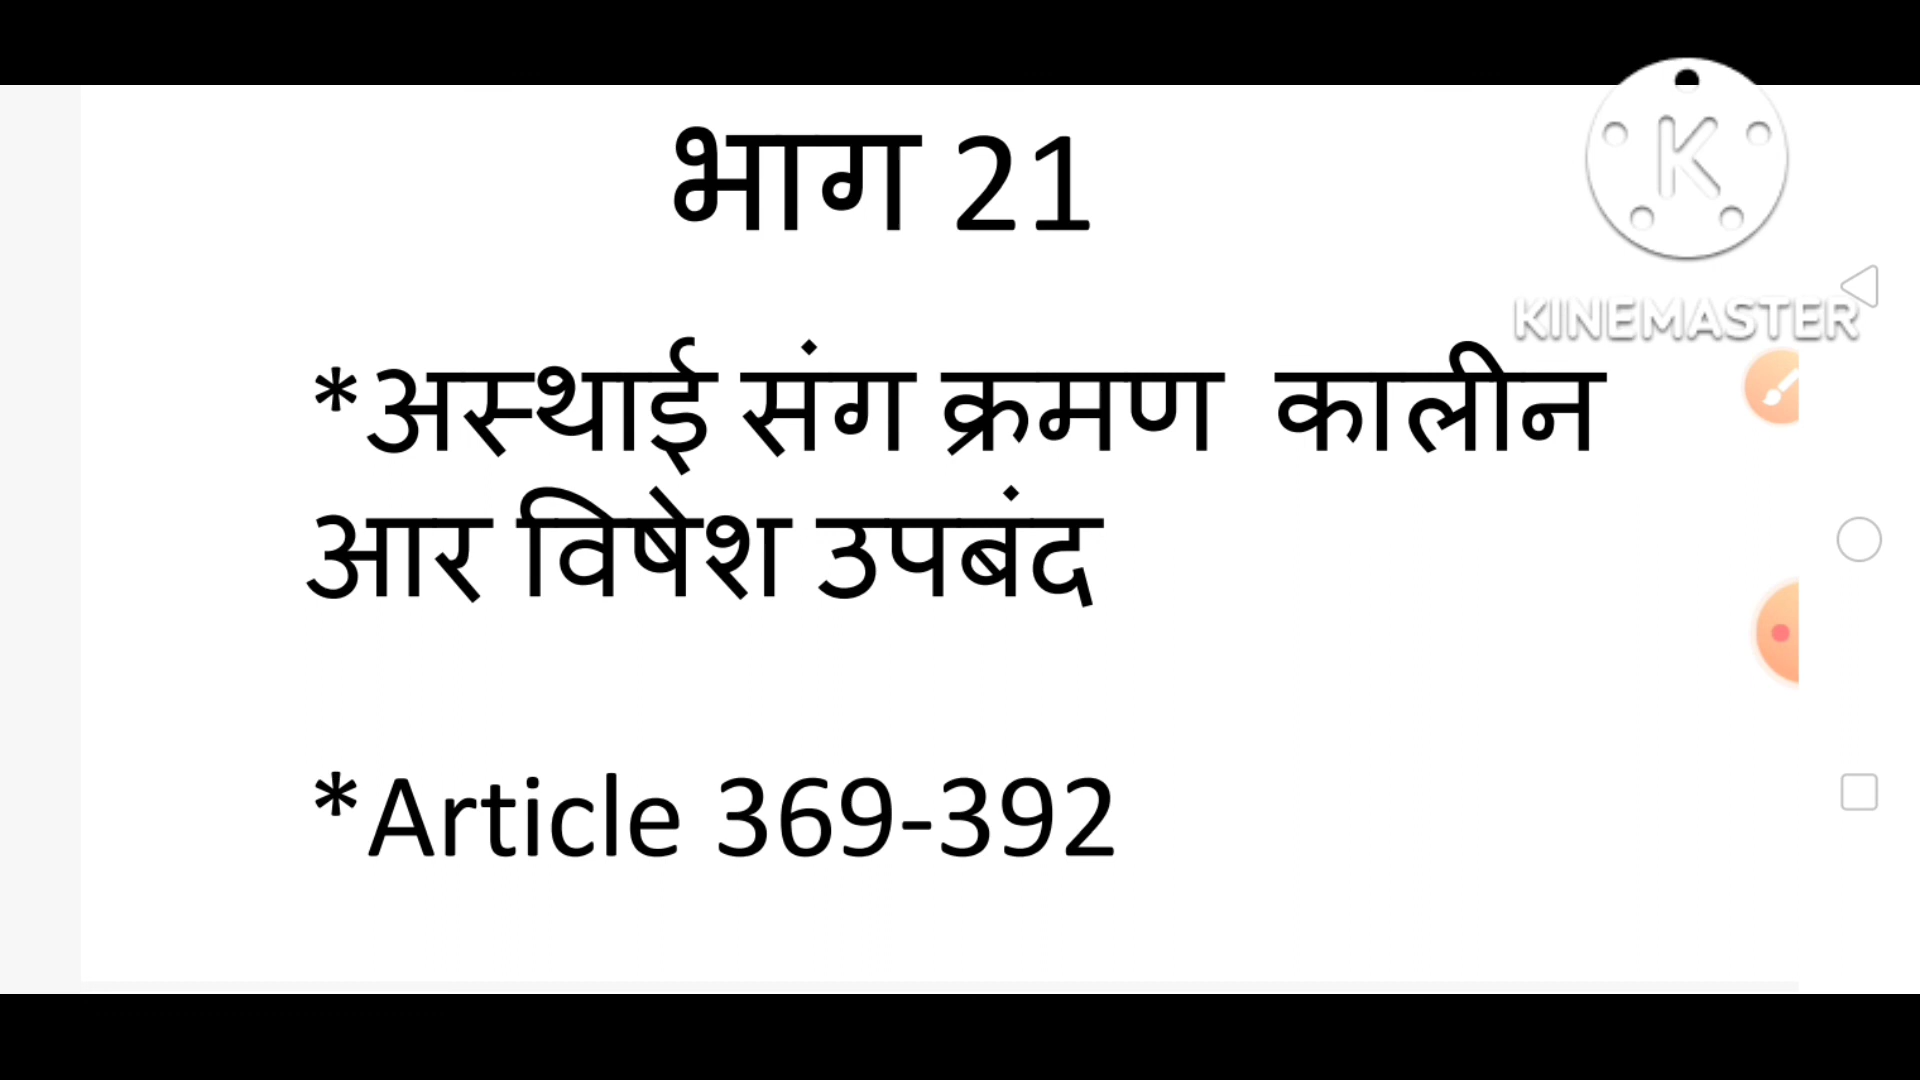 भाग 21
K
KINEMASTER
*अस्थाई संग क्रमण कालीन
आर विषेश उपबंद
*Article 369-392